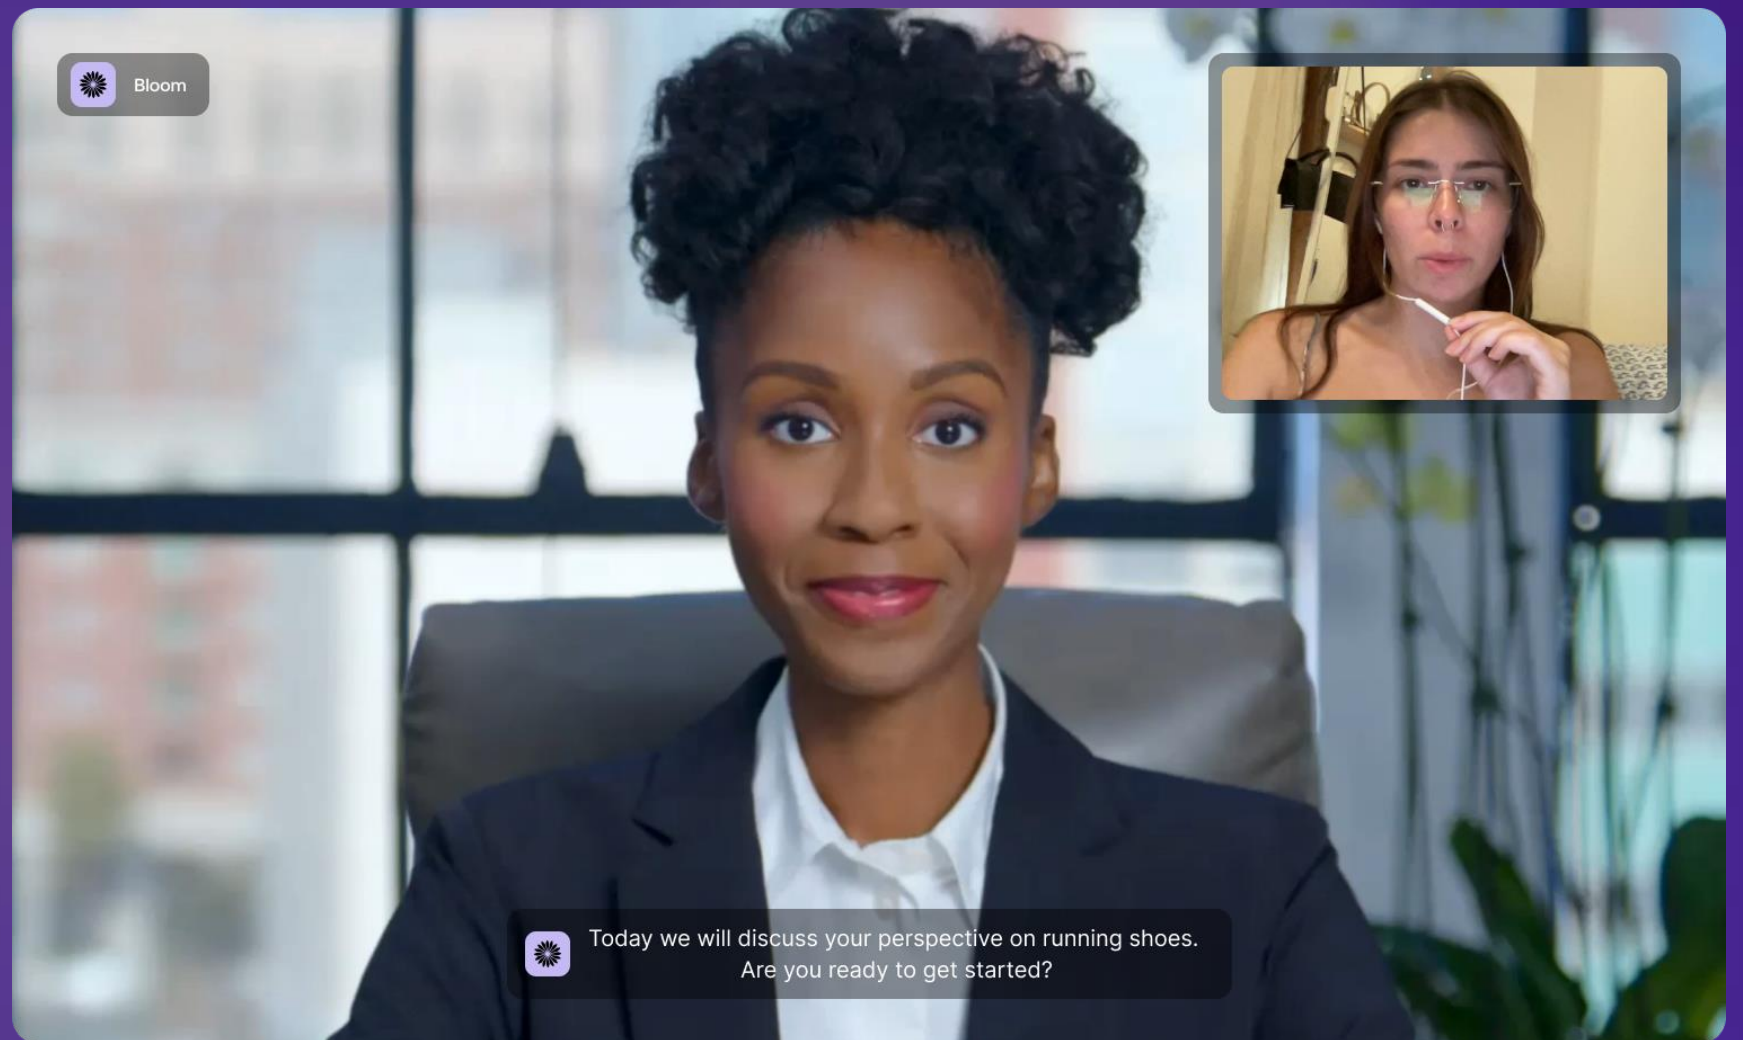 Bloom
Today we will discuss your perspective on running shoes.
Are you ready to get started?